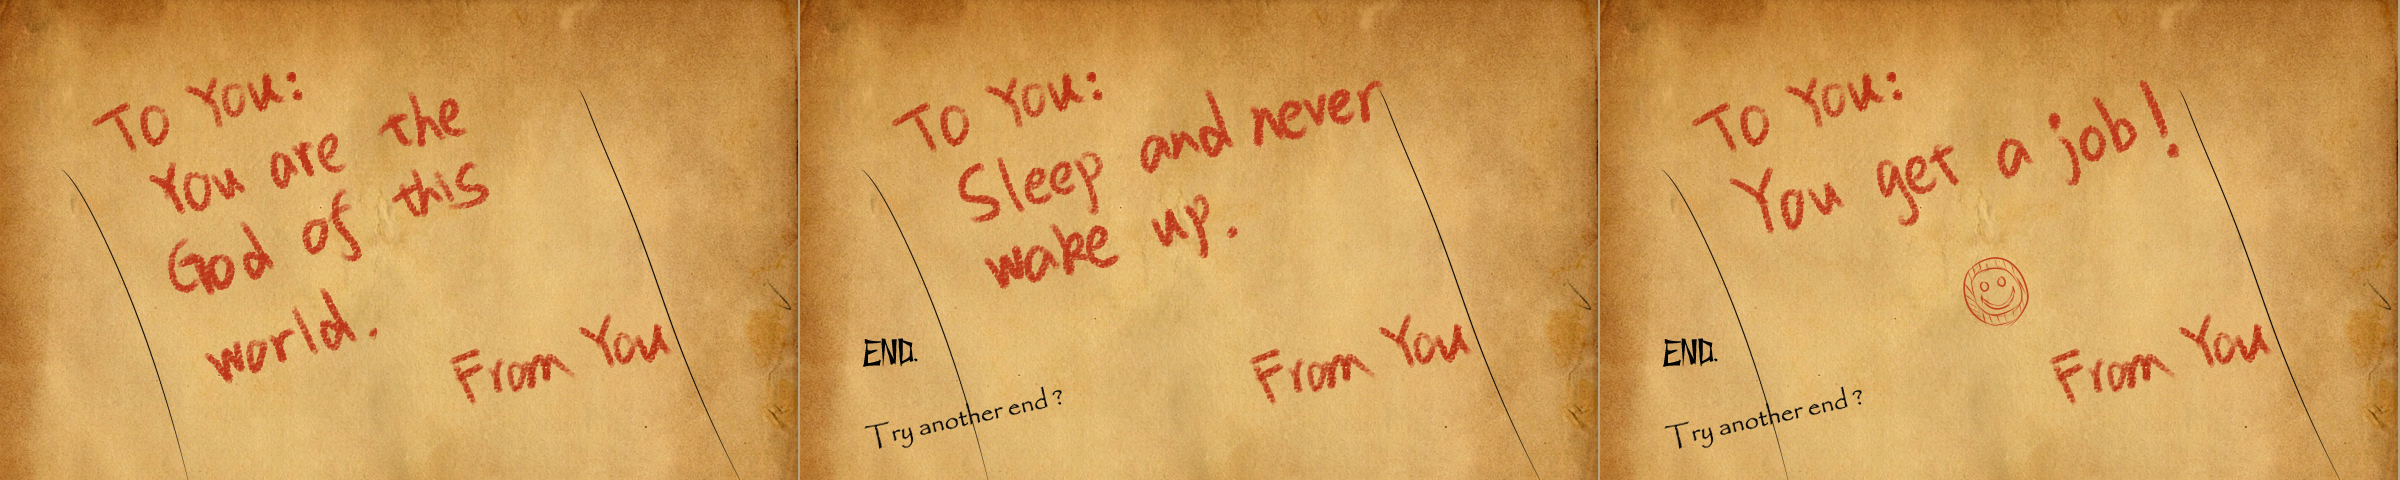 To You:
You are the
God of this
world.
From You
To You:
Sleep and never
wake up.
From You
END.
Try another end ?
To You:
You get a job!
From You
END.
Try another end ?